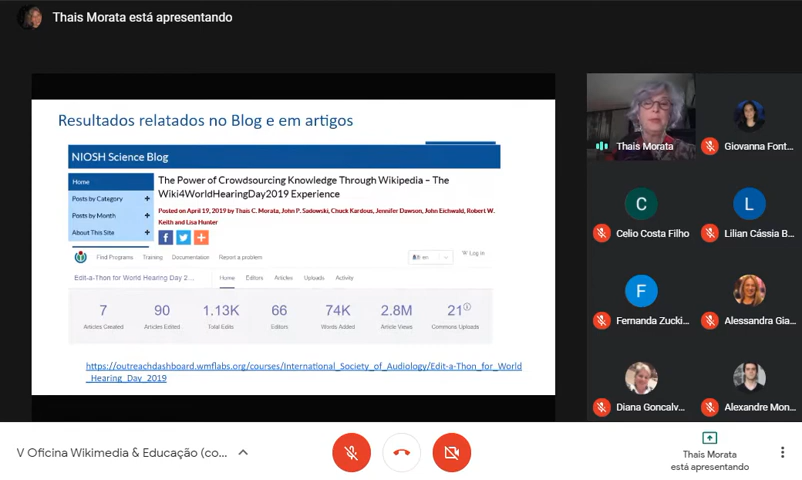 Thais Morata está apresentando
Resultados relatados no Blog e em artigos
NIOSH Science Blog
Home
Posts by Category +
Posts by Month +
About This Site +
The Power of Crowdsourcing Knowledge Through Wikipedia – The
Wiki4WorldHearingDay2019 Experience
Posted on April 19, 2019 by Thais C. Morata, John P. Sadowski, Chuck Kardous, Jennifer Dawson, John Eichwald, Robert W.
Keith and Lisa Hunter
Find Programs Training Documentation Report a problem
en
Log in
Edit-a-Thon for World Hearing Day 2...
Home Editors Articles Uploads Activity
7 90 1.13K 66 74K 2.8M 21
Articles Created Articles Edited Total Edits Editors Words Added Article Views Commons Uploads
https://outreachdashboard.wmflabs.org/courses/International_Society_of_Audiology/Edit-a-Thon_for_World
_Hearing_Day_2019
Thais Morata
Giovanna Font...
C
Celio Costa Filho
L
Lilian Cássia B...
F
Fernanda Zucki...
Alessandra Gia...
Diana Goncalv...
Alexandre Mon...
V Oficina Wikimedia & Educação (co...
Thais Morata
está apresentando